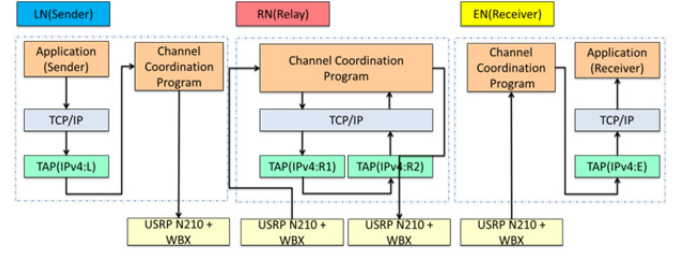 LN(Sender)
RN(Relay)
EN(Receiver)
Application
(Sender)
TCP/IP
TAP(IPv4:L)
Channel
Coordination
Program
USRP N210 +
WBX
Channel Coordination
Program
TCP/IP
TAP(IPv4:R1)
TAP(IPv4:R2)
USRP N210 +
WBX
USRP N210 +
WBX
Channel
Coordination
Program
Application
(Receiver)
TCP/IP
TAP(IPv4:E)
USRP N210 +
WBX